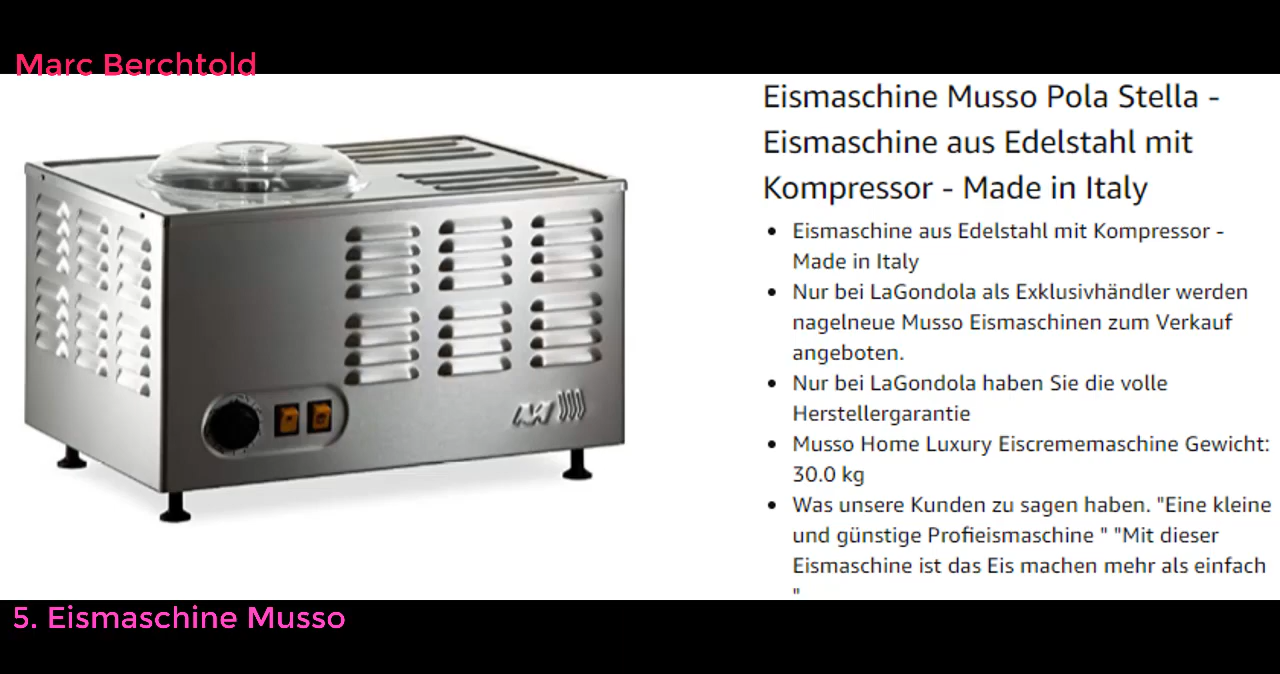 Marc Berchtold
Eismaschine Musso Pola Stella -
Eismaschine aus Edelstahl mit
Kompressor - Made in Italy
• Eismaschine aus Edelstahl mit Kompressor -
Made in Italy
• Nur bei LaGondola als Exklusivhändler werden
nagelneue Musso Eismaschinen zum Verkauf
angeboten.
• Nur bei LaGondola haben Sie die volle
Herstellergarantie
• Musso Home Luxury Eiscrememaschine Gewicht:
30.0 kg
• Was unsere Kunden zu sagen haben. "Eine kleine
und günstige Profieismaschine " "Mit dieser
Eismaschine ist das Eis machen mehr als einfach
"
5. Eismaschine Musso